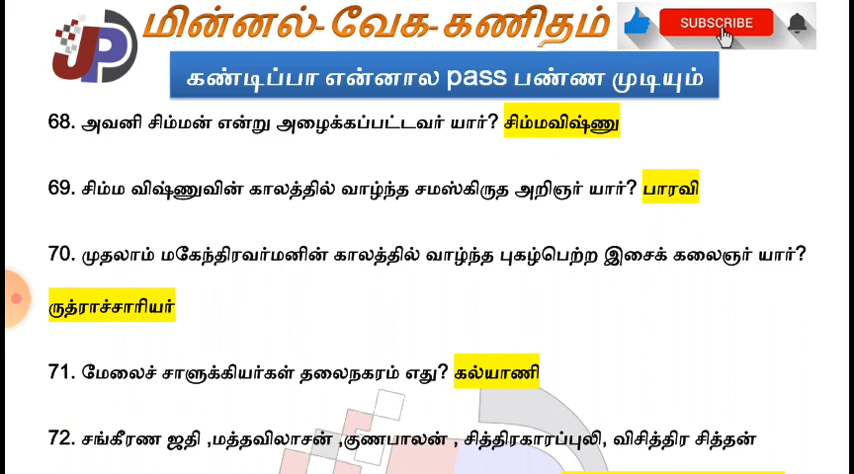 JP
மின்னல்-வேக-கணிதம்
SUBSCRIBE
கண்டிப்பா என்னால pass பண்ண முடியும்
68. அவனி சிம்மன் என்று அழைக்கப்பட்டவர் யார்? சிம்மவிஷ்ணு
69. சிம்ம விஷ்ணுவின் காலத்தில் வாழ்ந்த சமஸ்கிருத அறிஞர் யார்? பாரவி
70. முதலாம் மகேந்திரவர்மனின் காலத்தில் வாழ்ந்த புகழ்பெற்ற இசைக் கலைஞர் யார்?
ருத்ராச்சாரியர்
71. மேலைச் சாளுக்கியர்கள் தலைநகரம் எது? கல்யாணி
72. சங்கீரண ஜதி ,மத்தவிலாசன் ,குணபாலன் , சித்திரகாரப்புலி, விசித்திர சித்தன்